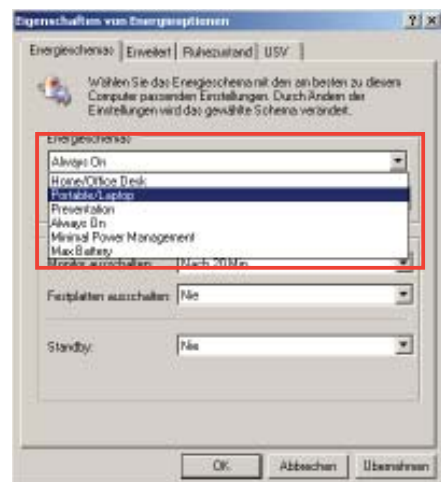 Eigenschaften von Energieoptionen
Energieschemas Erweitert Ruhezustand USV
Wählen Sie das Energieschema mit den am besten zu diesem
Computer passenden Einstellungen. Durch Ändern der
Einstellungen wird das gewählte Schema verändert.
Energieschemas
Always On
Home/Office Desk
Portable/Laptop
Presentation
Always On
Minimal Power Management
Max Battery
Monitor ausschalten: Nach 20 Min.
Festplatten ausschalten: Nie
Standby: Nie
OK Abbrechen Übernehmen